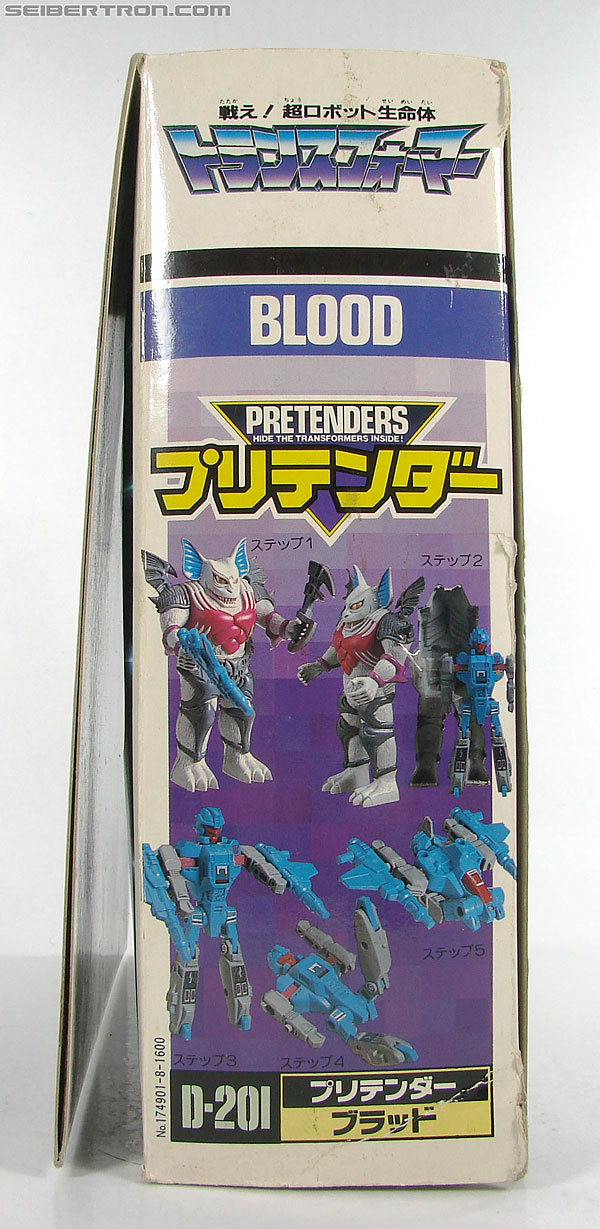 SEIBERTRON.COM
たたか ちょう せいめいたい
戦え！超ロボット生命体
トランスフォーマー
BLOOD
PRETENDERS
HIDE THE TRANSFORMERS INSIDE!
プリテンダー
ステップ1
ステップ2
ステップ5
ステップ3
ステップ4
No.174901-8-1600
D-201
プリテンダー
ブラッド